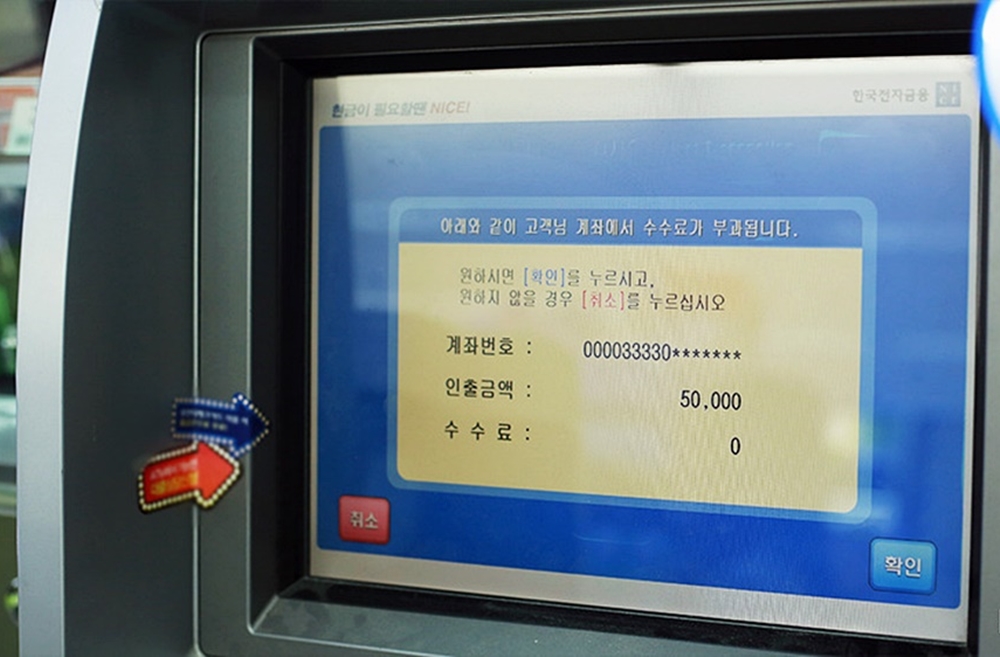 현금이 필요할땐 NICE!
한국전자금융
NI
CE
아래와 같이 고객님 계좌에서 수수료가 부과됩니다.
원하시면 [확인]를 누르시고,
원하지 않을 경우 [취소]를 누르십시오
계좌번호 : 000033330*******
인출금액 : 50,000
수 수 료 : 0
취소
확인